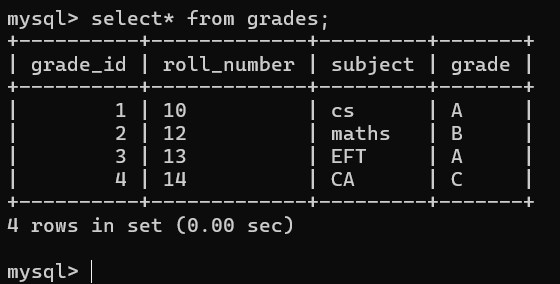 mysql> select* from grades;
+----------+-------------+---------+-------+
| grade_id | roll_number | subject | grade |
+----------+-------------+---------+-------+
|        1 | 10          | cs      | A     |
|        2 | 12          | maths   | B     |
|        3 | 13          | EFT     | A     |
|        4 | 14          | CA      | C     |
+----------+-------------+---------+-------+
4 rows in set (0.00 sec)
mysql>